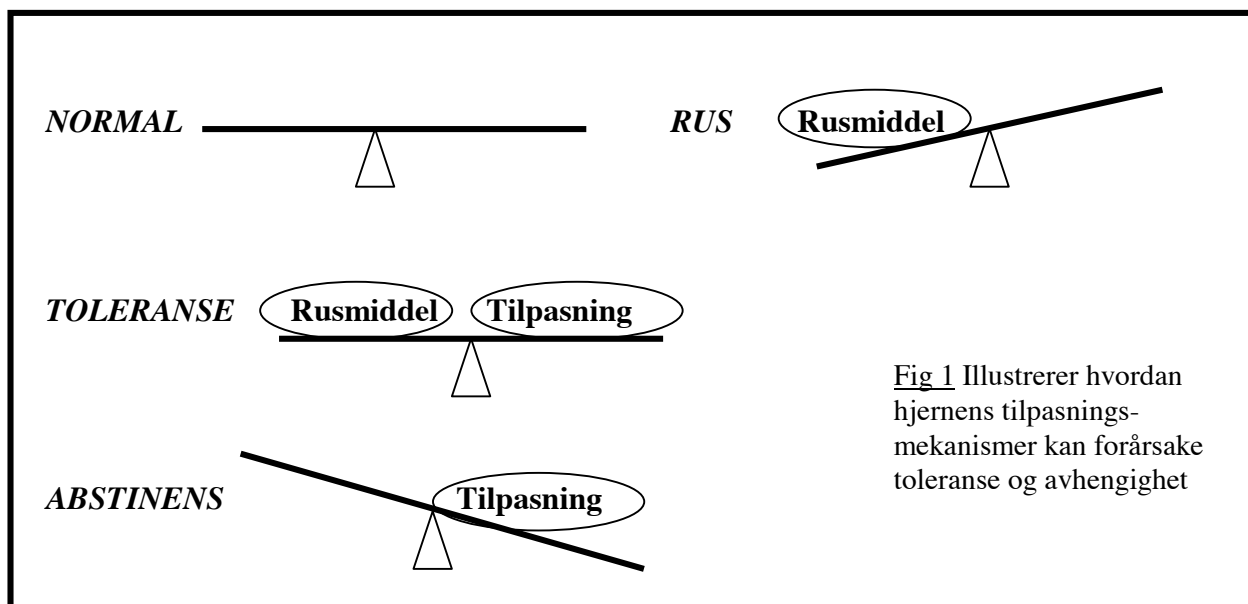 NORMAL
RUS Rusmiddel
TOLERANSE Rusmiddel Tilpasning
Fig 1 Illustrerer hvordan
hjernens tilpasnings-
mekanismer kan forårsake
toleranse og avhengighet
ABSTINENS Tilpasning